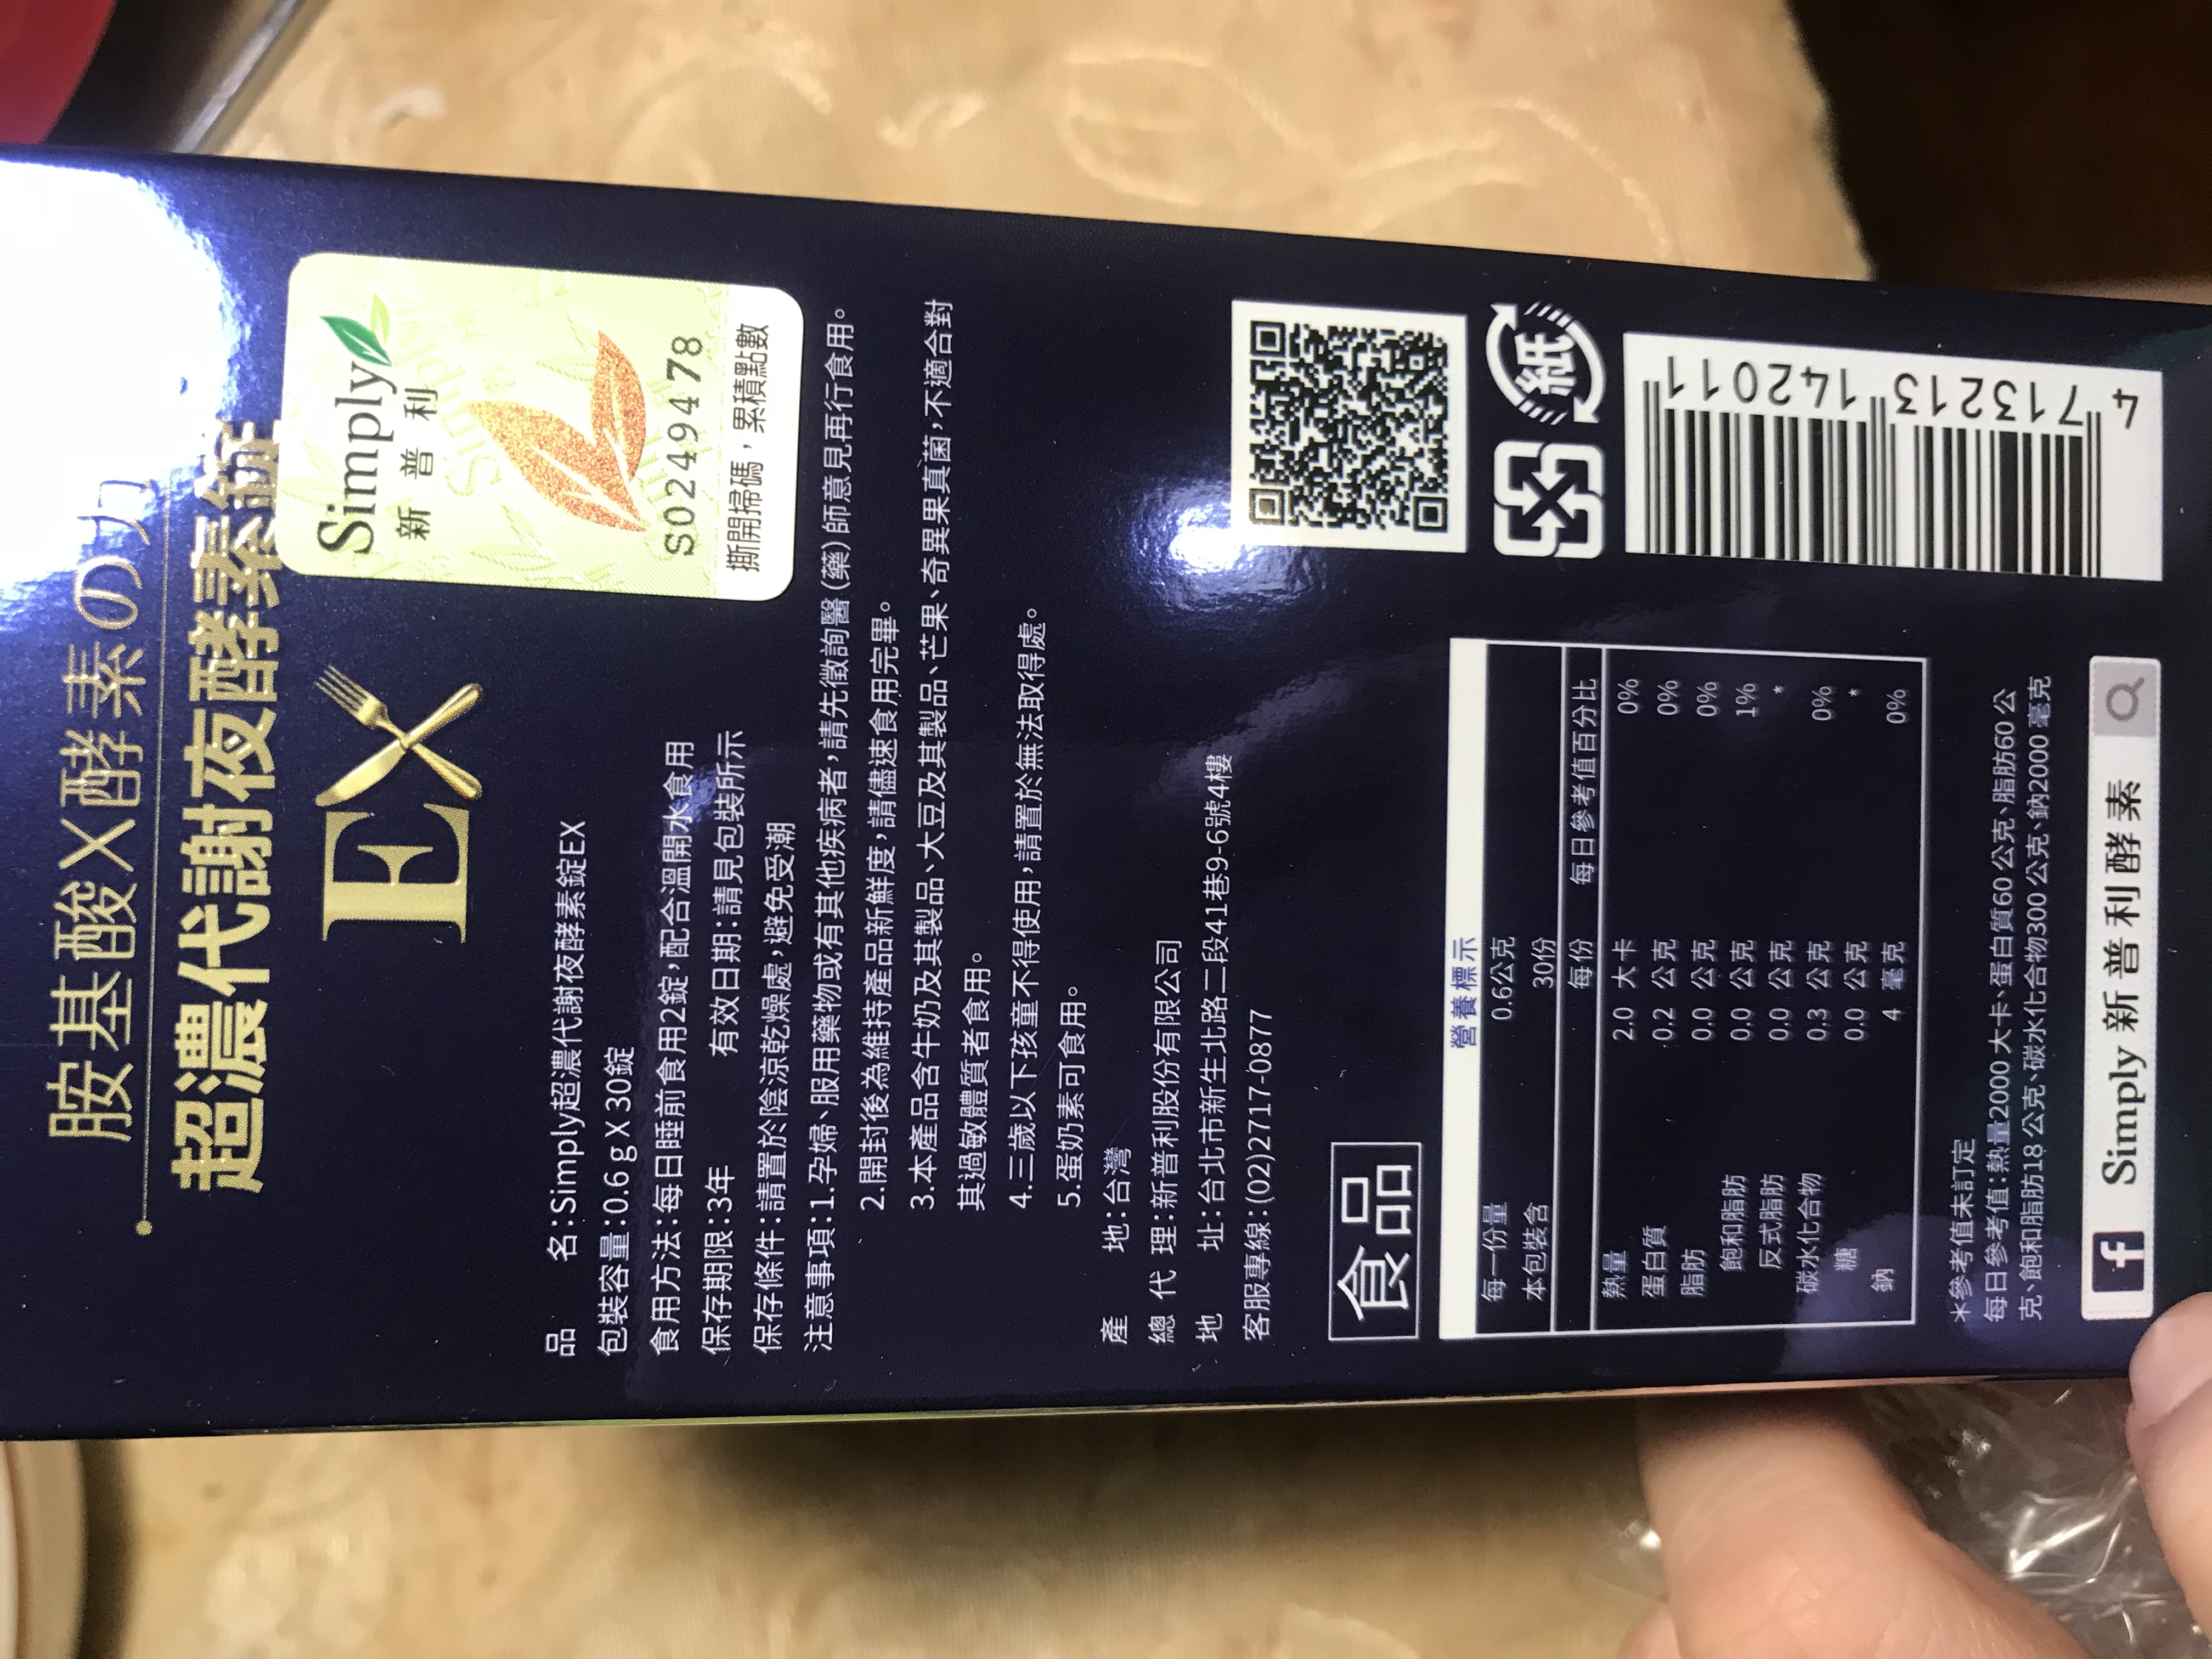 胺基酸X酵素の力
超濃代謝夜酵素錠
EX
Simply
新普利
S02494178
撕開掃碼，累積點數
品名：Simply超濃代謝夜酵素錠EX
包裝容量：0.6gX30錠
食用方法：每日睡前食用2錠，配合溫開水食用
保存期限：3年 有效日期：請見包裝所示
保存條件：請置於陰涼乾燥處，避免受潮
注意事項：1.孕婦、服用藥物或有其他疾病者，請先徵詢醫（藥）師意見再行食用。
2.開封後為維持產品新鮮度，請儘速食用完畢。
3.本產品含牛奶及其製品、大豆及其製品、芒果、奇異果真菌，不適合對
其過敏體質者食用。
4.三歲以下孩童不得使用，請置於無法取得處。
5.蛋奶素可食用。
產地：台灣
總代理：新普利股份有限公司
地址：台北市新生北路二段41巷9-6號4樓
客服專線：(02)2717-0877
食品
營養標示
每一份量 0.6公克
本包裝含 30份
每份 每日參考值百分比
熱量 2.0 大卡 0%
蛋白質 0.2 公克 0%
脂肪 0.0 公克 0%
飽和脂肪 0.0 公克 1%
反式脂肪 0.0 公克 *
碳水化合物 0.3 公克 0%
糖 0.0 公克 *
鈉 4 毫克 0%
＊參考值未訂定
每日參考值：熱量2000大卡、蛋白質60公克、脂肪60公
克、飽和脂肪18公克、碳水化合物300公克、鈉2000毫克
紙
4 713213 142011
f Simply 新普利酵素